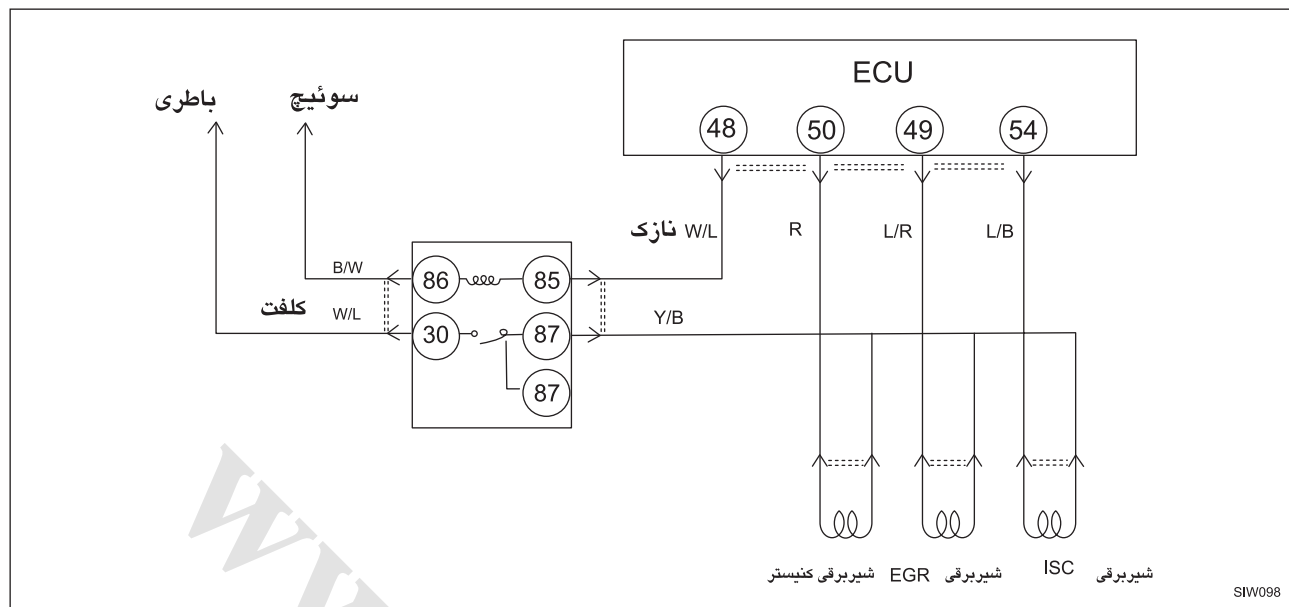 ECU
باطری
سوئیچ
48
50
49
54
نازک W/L
R
L/R
L/B
B/W
86
85
کلفت
W/L
30
87
Y/B
87
شیربرقی کنیستر
شیربرقی EGR
شیربرقی ISC
SIW098